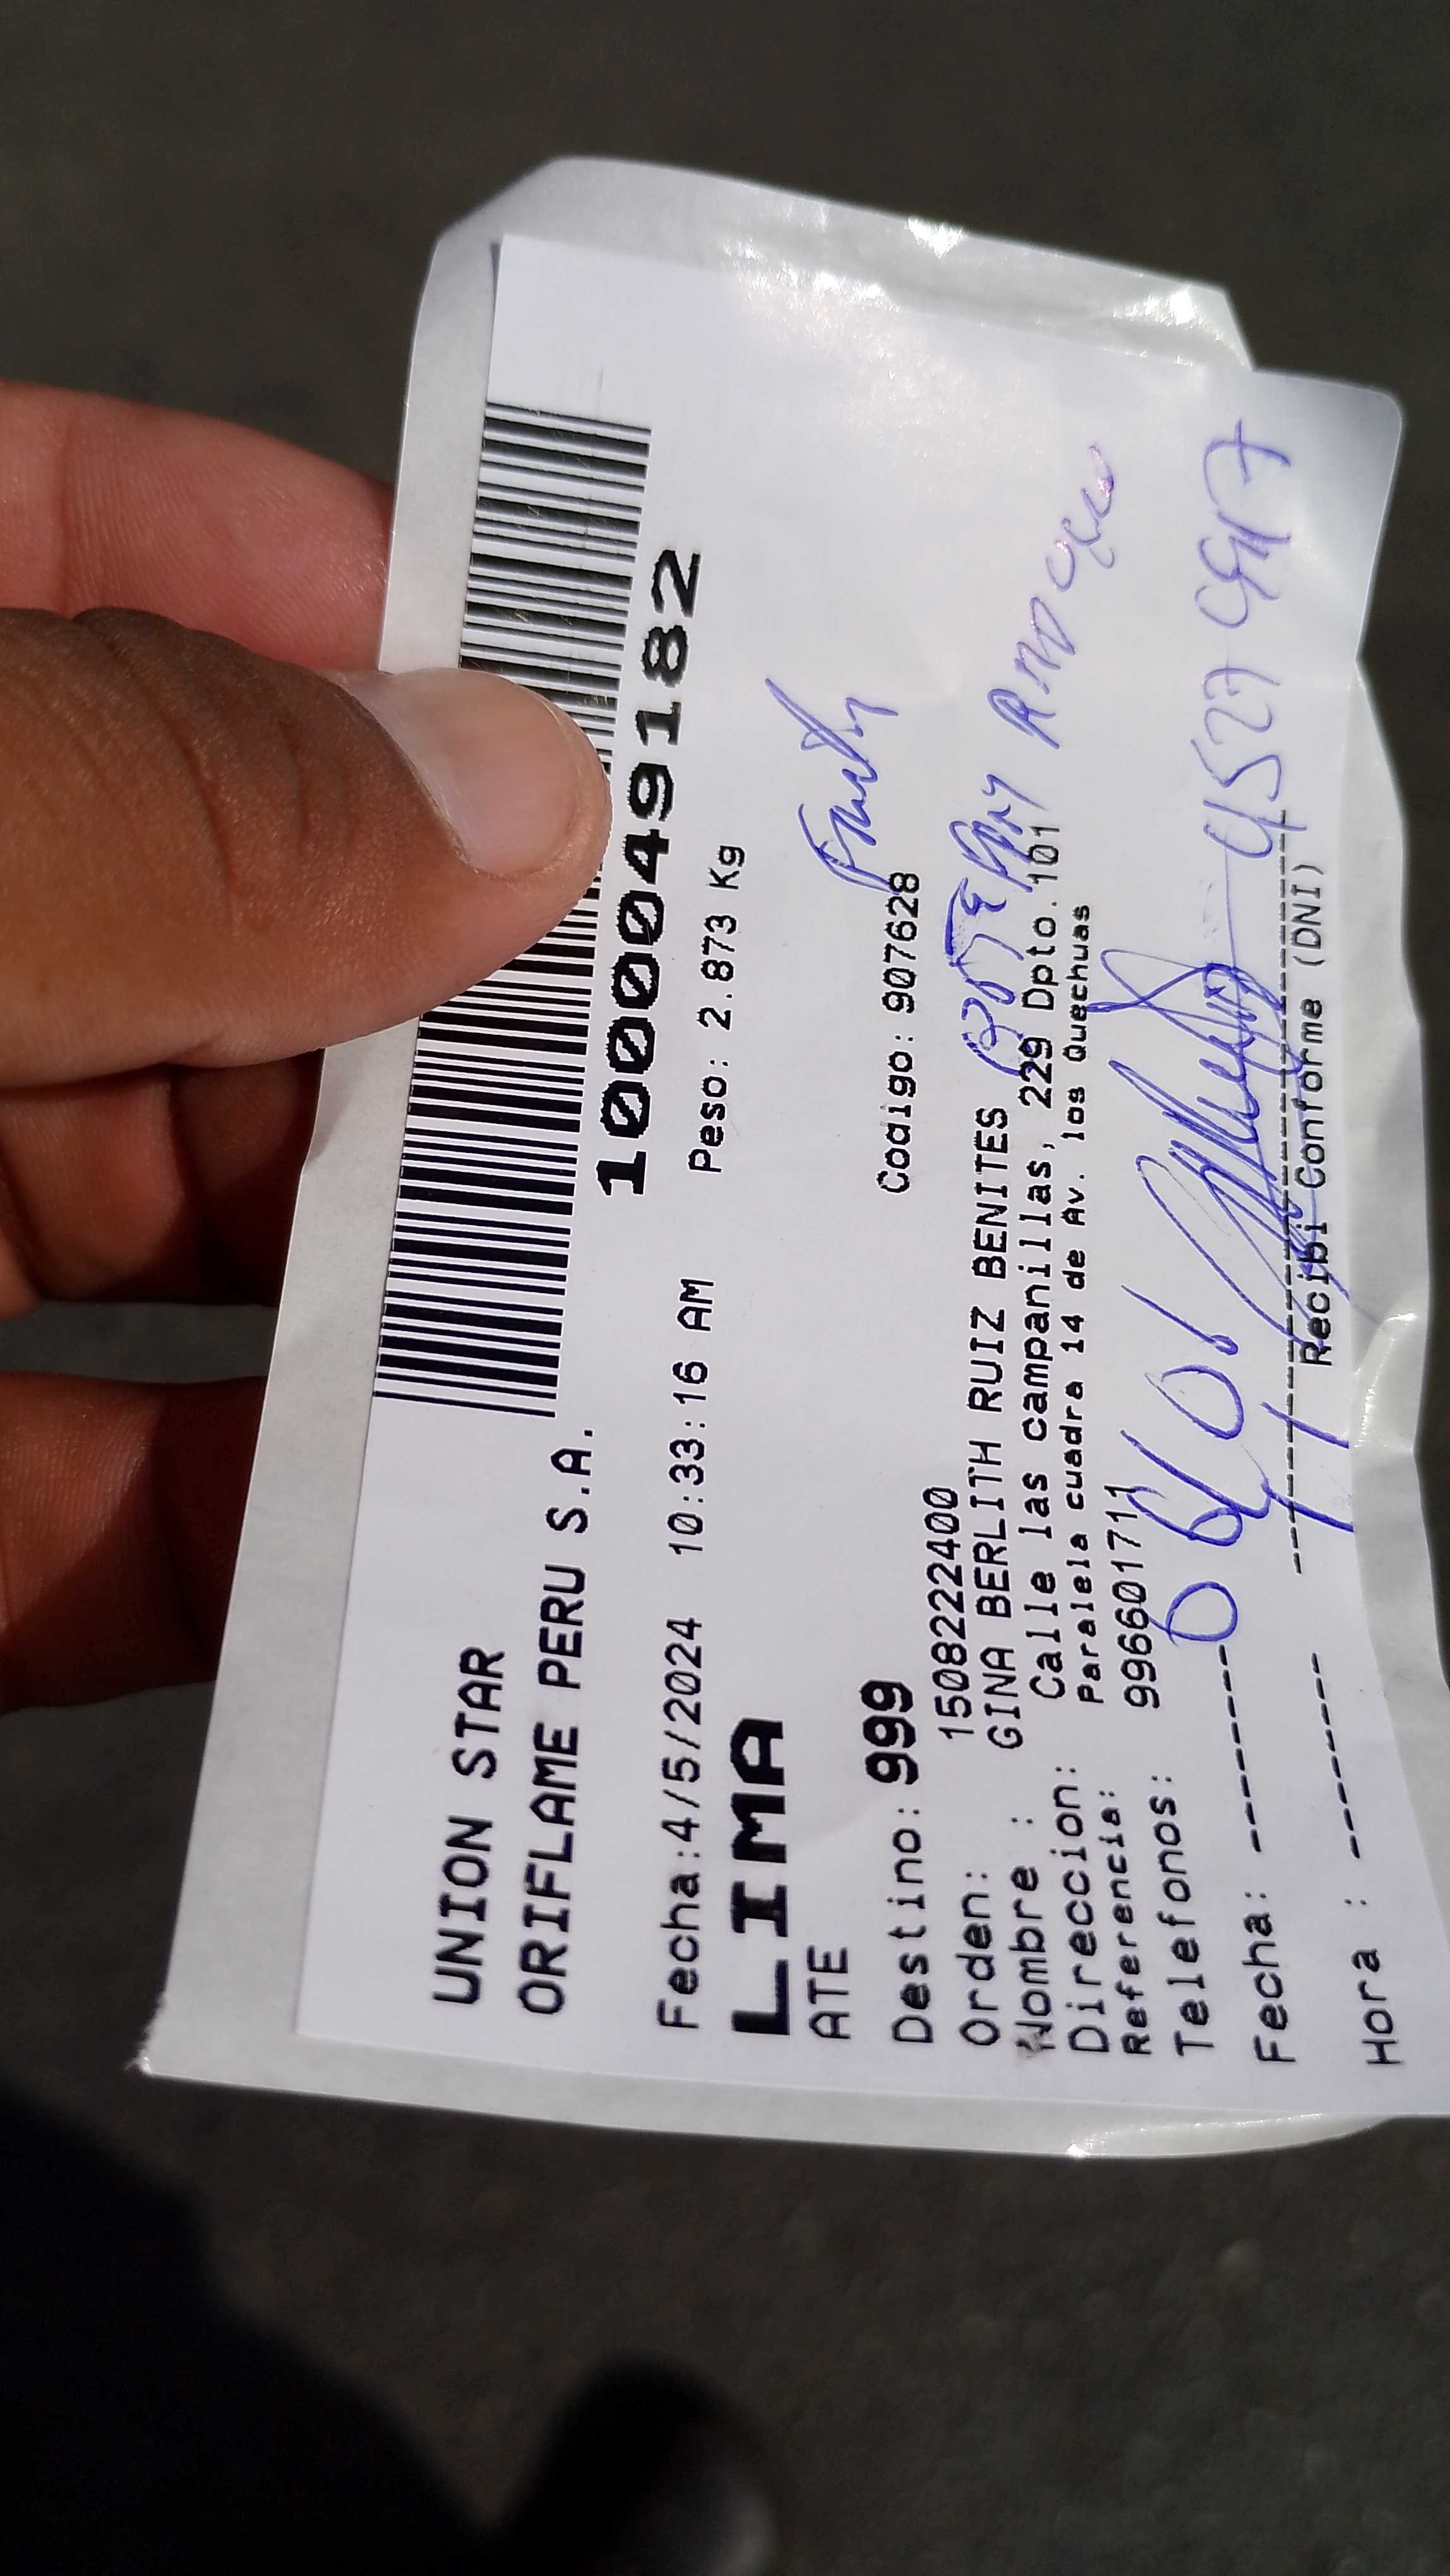 UNION STAR
ORIFLAME PERU S.A.
1000049182
Fecha:4/5/2024 10:33:16 AM Peso: 2.873 Kg
LIMA
ATE
Destino: 999 Codigo: 907628
Orden: 1508222400
Nombre : GINA BERLITH RUIZ BENITES
Direccion: Calle las campanillas, 229 Dpto. 101
Referencia: Paralela cuadra 14 de Av. los Quechuas
Telefonos: 996601711
Fecha: -------
Recibi Conforme (DNI)
Hora : -------